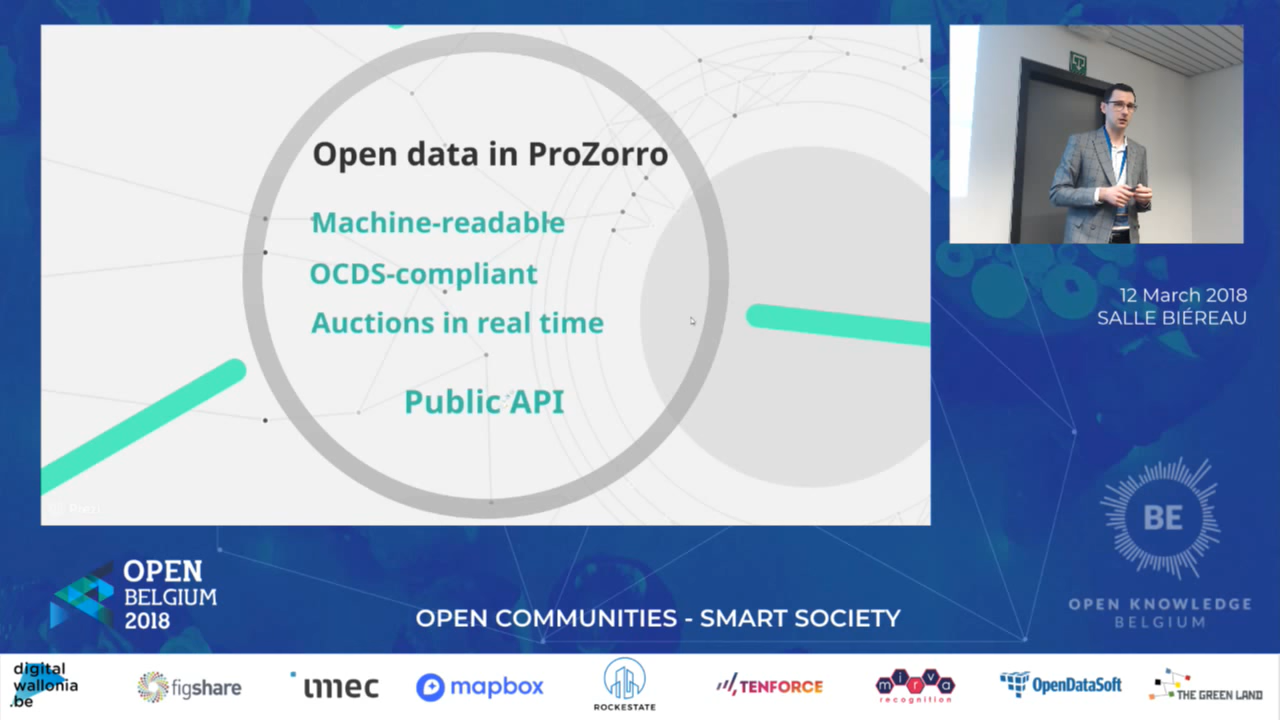 Open data in ProZorro
Machine-readable
OCDS-compliant
Auctions in real time
Public API
Prezi
12 March 2018
SALLE BIÉREAU
BE
OPEN KNOWLEDGE
BELGIUM
OPEN
BELGIUM
2018
OPEN COMMUNITIES - SMART SOCIETY
digital
wallonia
.be
figshare
imec
mapbox
ROCKESTATE
TENFORCE
mirva
recognition
OpenDataSoft
THE GREEN LAND